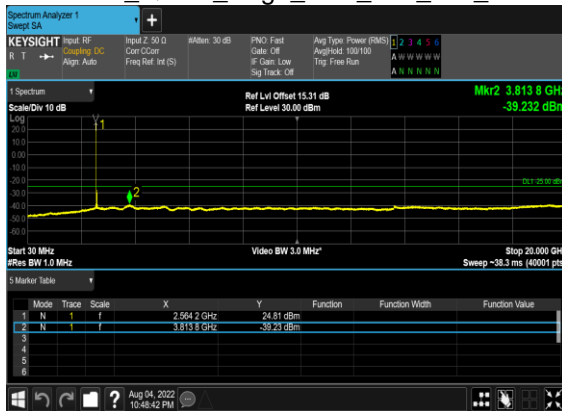 Spectrum Analyzer 1
Swept SA
+
KEYSIGHT Input: RF Input Z: 50 Ω #Atten: 30 dB PNO: Fast Avg Type: Power (RMS) 1 2 3 4 5 6
R T Coupling: DC Corr CCorr Gate: Off Avg|Hold: 100/100 A W W W W W
Align: Auto Freq Ref: Int (S) IF Gain: Low Trig: Free Run
Sig Track: Off A N N N N N
1 Spectrum Ref Lvl Offset 15.31 dB Mkr2 3.813 8 GHz
Scale/Div 10 dB Ref Level 30.00 dBm -39.232 dBm
Log
20.0
10.0
0.00
-10.0
-20.0
-30.0
-40.0
-50.0
-60.0
1
2
DL1 -25.00 dBm
Start 30 MHz Video BW 3.0 MHz* Stop 20.000 GH
#Res BW 1.0 MHz Sweep ~38.3 ms (40001 pts
5 Marker Table
Mode Trace Scale X Y Function Function Width Function Value
1 N 1 f 2.564 2 GHz 24.81 dBm
2 N 1 f 3.813 8 GHz -39.23 dBm
3
4
5
6
? Aug 04, 2022
10:48:42 PM